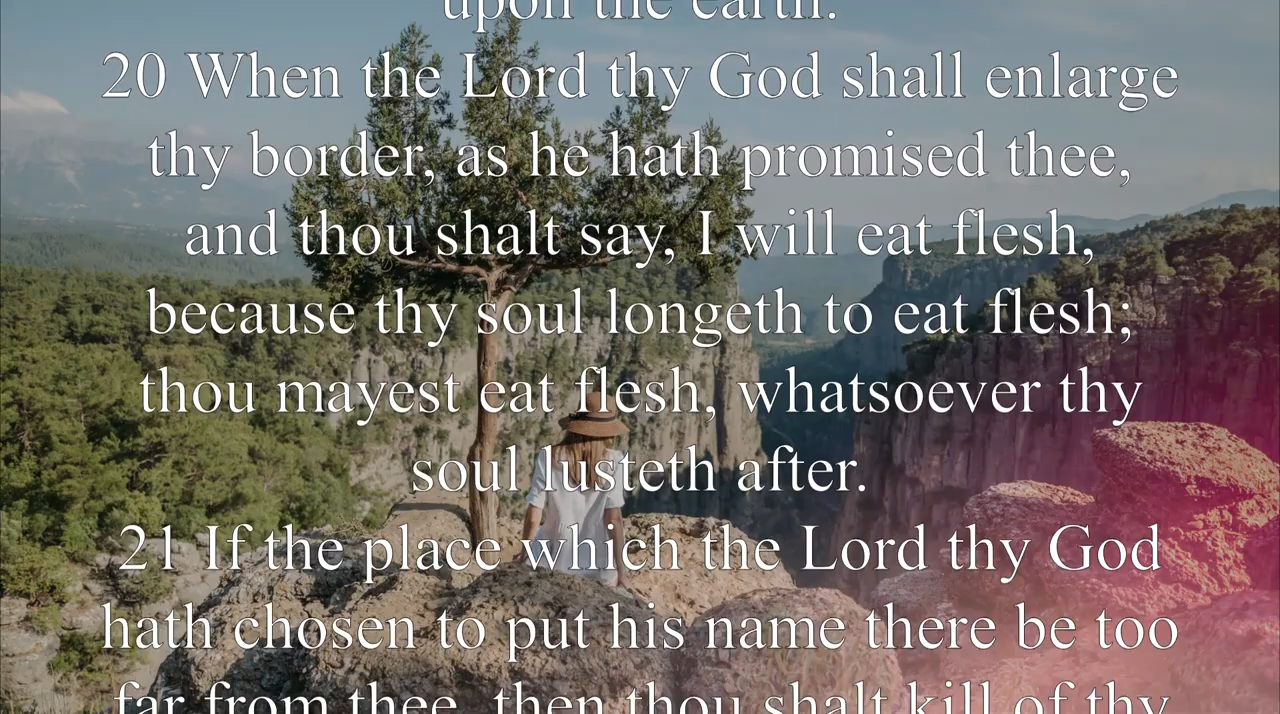 upon the earth.
20 When the Lord thy God shall enlarge
thy border, as he hath promised thee,
and thou shalt say, I will eat flesh,
because thy soul longeth to eat flesh;
thou mayest eat flesh, whatsoever thy
soul lusteth after.
21 If the place which the Lord thy God
hath chosen to put his name there be too
far from thee, then thou shalt kill of thy